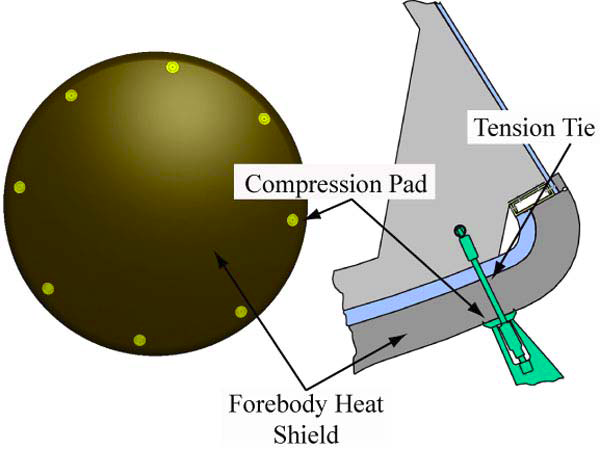 Tension Tie
Compression Pad
Forebody Heat
Shield